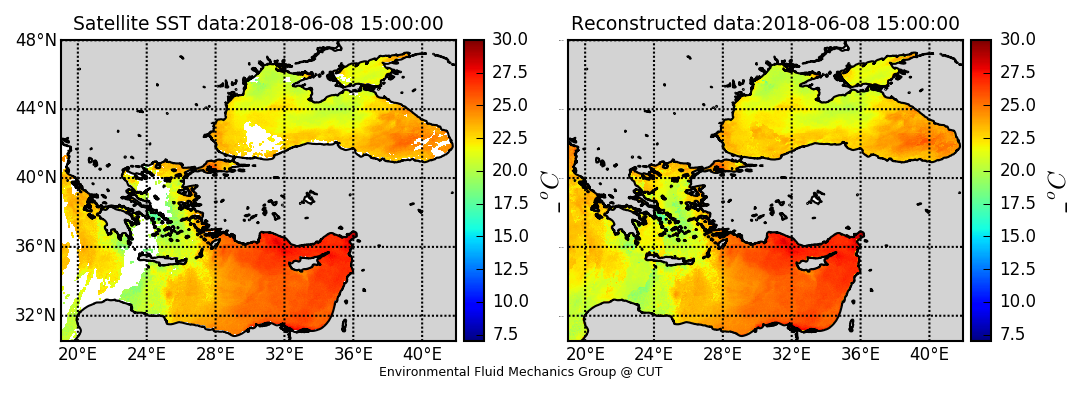 Satellite SST data:2018-06-08 15:00:00
48°N
44°N
40°N
36°N
32°N
20°E 24°E 28°E 32°E 36°E 40°E
30.0
27.5
25.0
22.5
20.0
17.5
15.0
12.5
10.0
7.5
_ °C
Reconstructed data:2018-06-08 15:00:00
20°E 24°E 28°E 32°E 36°E 40°E
30.0
27.5
25.0
22.5
20.0
17.5
15.0
12.5
10.0
7.5
_ °C
Environmental Fluid Mechanics Group @ CUT